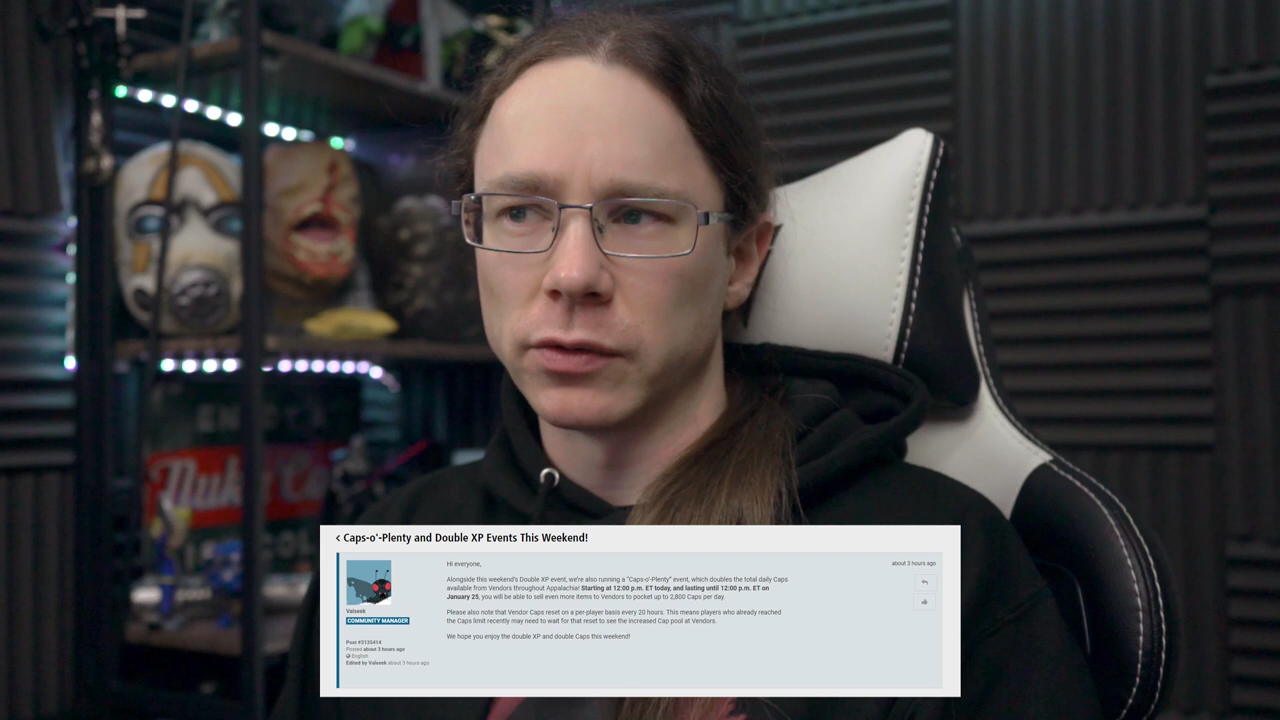 Nuka
< Caps-o'-Plenty and Double XP Events This Weekend!
Hi everyone,
about 3 hours ago
Alongside this weekend's Double XP event, we're also running a "Caps-o'-Plenty" event, which doubles the total daily Caps
available from Vendors throughout Appalachia! Starting at 12:00 p.m. ET today, and lasting until 12:00 p.m. ET on
January 25, you will be able to sell even more items to Vendors to pocket up to 2,800 Caps per day.
Please also note that Vendor Caps reset on a per-player basis every 20 hours. This means players who already reached
the Caps limit recently may need to wait for that reset to see the increased Cap pool at Vendors.
We hope you enjoy the double XP and double Caps this weekend!
Valseek
COMMUNITY MANAGER
Post #3135414
Posted about 3 hours ago
English
Edited by Valseek about 3 hours ago